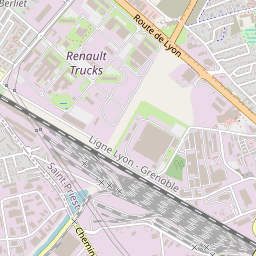 Berliet
Route de Lyon
Renault
Trucks
Ligne Lyon - Grenoble
Saint-Priest
Chemin